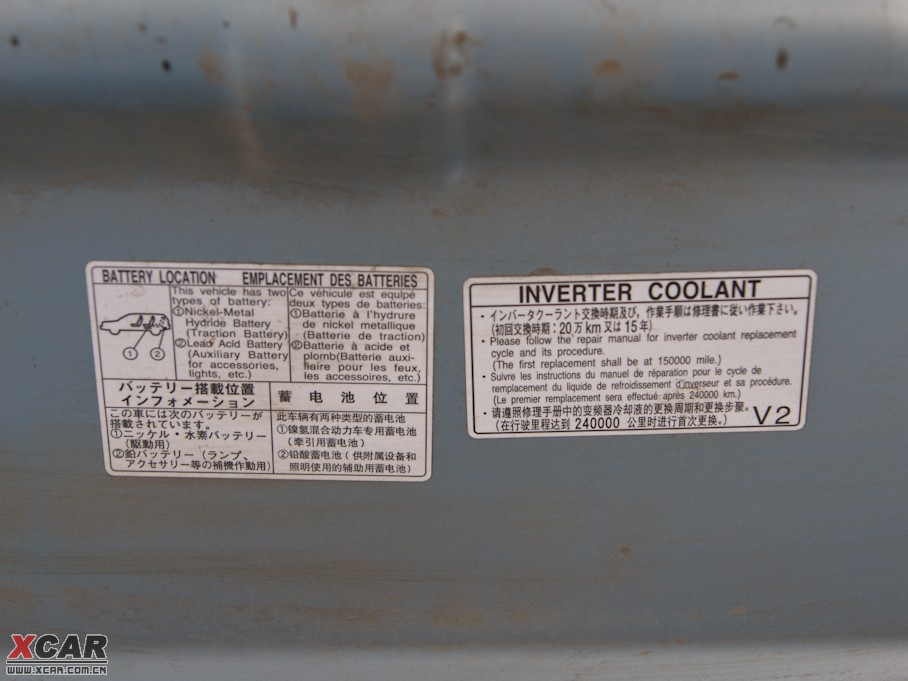 BATTERY LOCATION EMPLACEMENT DES BATTERIES
This vehicle has two
types of battery:
①Nickel-Metal
Hydride Battery
(Traction Battery)
②Lead Acid Battery
(Auxiliary Battery
for accessories,
lights, etc.)
Ce véhicule est équipé
deux types de batteries:
①Batterie à l'hydrure
de nickel metallique
(Batterie de traction)
②Batterie à acide et
plomb(Batterie auxi-
liaire pour les feux,
les accessoires, etc.)
① ②
バッテリー搭載位置
インフォメーション
この車には次のバッテリーが
搭載されています。
①ニッケル・水素バッテリー
(駆動用)
②鉛バッテリー(ランプ、
アクセサリー等の補機作動用)
蓄电池位置
此车辆有两种类型的蓄电池
①镍氢混合动力车专用蓄电池
(牵引用蓄电池)
②铅酸蓄电池(供附属设备和
照明使用的辅助用蓄电池)
INVERTER COOLANT
・インバータクーラント交換時期及び、作業手順は修理書に従い作業下さい。
(初回交換時期:20万km又は15年)
・Please follow the repair manual for inverter coolant replacement
cycle and its procedure.
(The first replacement shall be at 150000 mile.)
・Suivre les instructions du manuel de réparation pour le cycle de
remplacement du liquide de refroidissement d'inverseur et sa procédure.
(Le premier remplacement sera effectué après 240000 km.)
・请遵照修理手册中的变频器冷却液的更换周期和更换步聚。
(在行驶里程达到 240000 公里时进行首次更换。)
V2
XCAR
WWW.XCAR.COM.CN